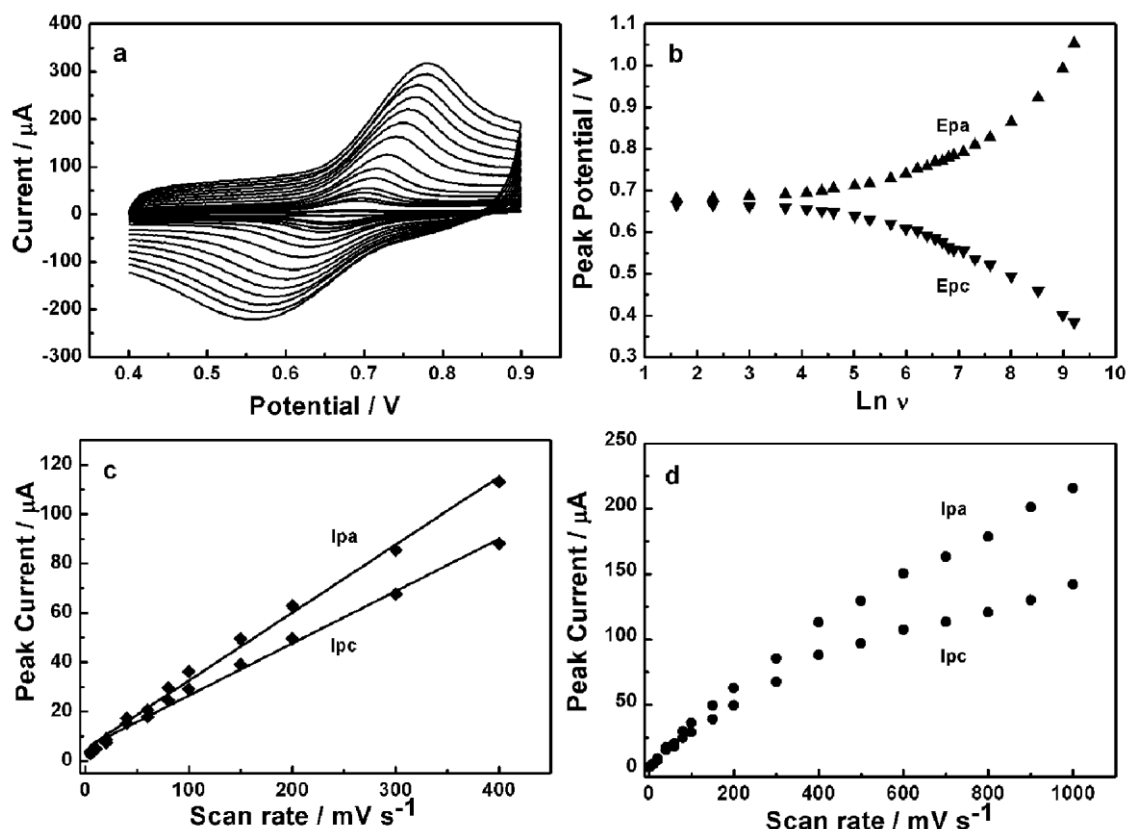 a
400
300
200
100
0
-100
-200
-300
Current / μA
0.4 0.5 0.6 0.7 0.8 0.9
Potential / V
b
1.1
1.0
0.9
0.8
0.7
0.6
0.5
0.4
0.3
Peak Potential / V
Epa
Epc
1 2 3 4 5 6 7 8 9 10
Ln ν
c
120
100
80
60
40
20
0
Peak Current / μA
Ipa
Ipc
0 100 200 300 400
Scan rate / mV s⁻¹
d
250
200
150
100
50
0
Peak Current / μA
Ipa
Ipc
0 200 400 600 800 1000
Scan rate / mV s⁻¹